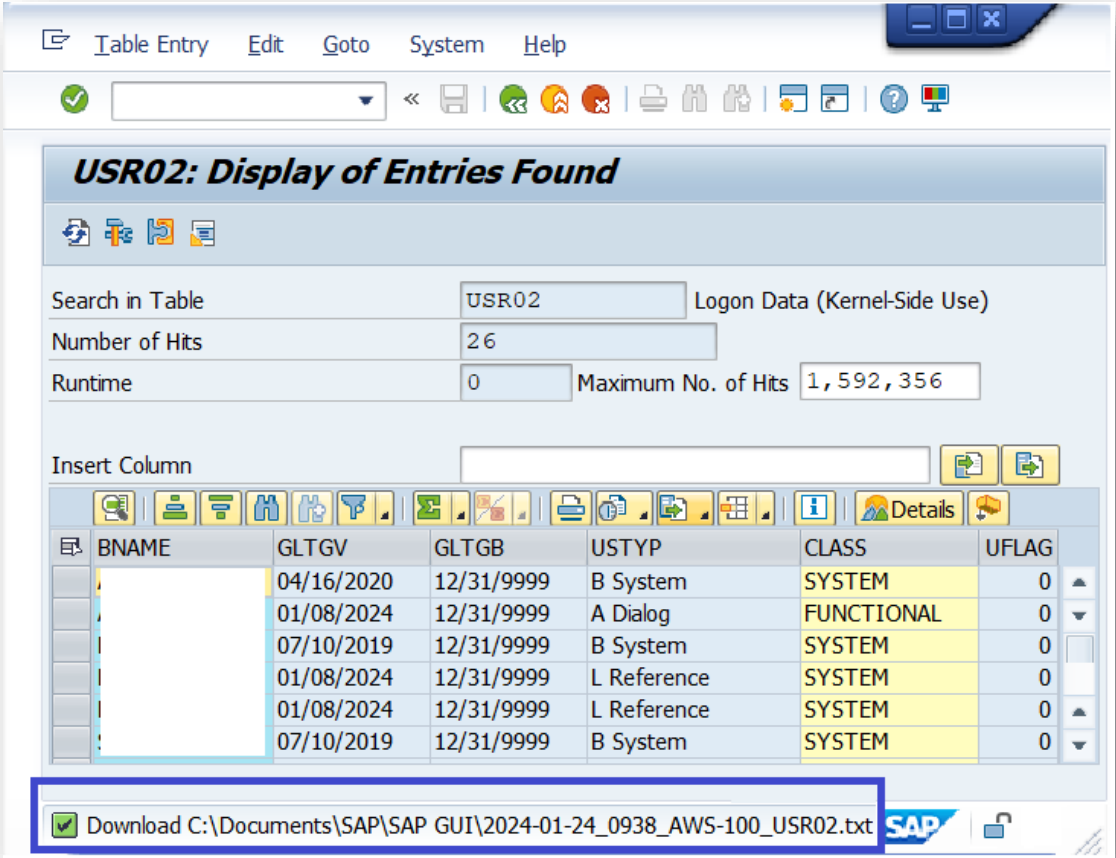 Table Entry Edit Goto System Help
USR02: Display of Entries Found
Search in Table USR02 Logon Data (Kernel-Side Use)
Number of Hits 26
Runtime 0 Maximum No. of Hits 1,592,356
Insert Column
Details
BNAME GLTGV GLTGB USTYP CLASS UFLAG
04/16/2020 12/31/9999 B System SYSTEM 0
01/08/2024 12/31/9999 A Dialog FUNCTIONAL 0
07/10/2019 12/31/9999 B System SYSTEM 0
01/08/2024 12/31/9999 L Reference SYSTEM 0
01/08/2024 12/31/9999 L Reference SYSTEM 0
07/10/2019 12/31/9999 B System SYSTEM 0
Download C:\Documents\SAP\SAP GUI\2024-01-24_0938_AWS-100_USR02.txt SAP